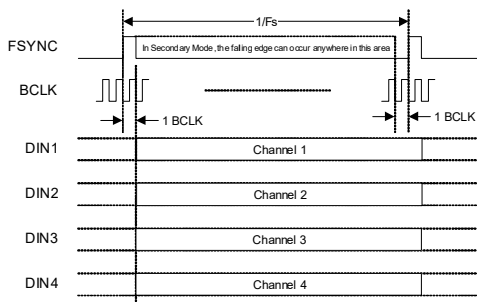 1/Fs
FSYNC
In Secondary Mode, the falling edge can occur anywhere in this area
BCLK
1 BCLK
1 BCLK
DIN1
Channel 1
DIN2
Channel 2
DIN3
Channel 3
DIN4
Channel 4